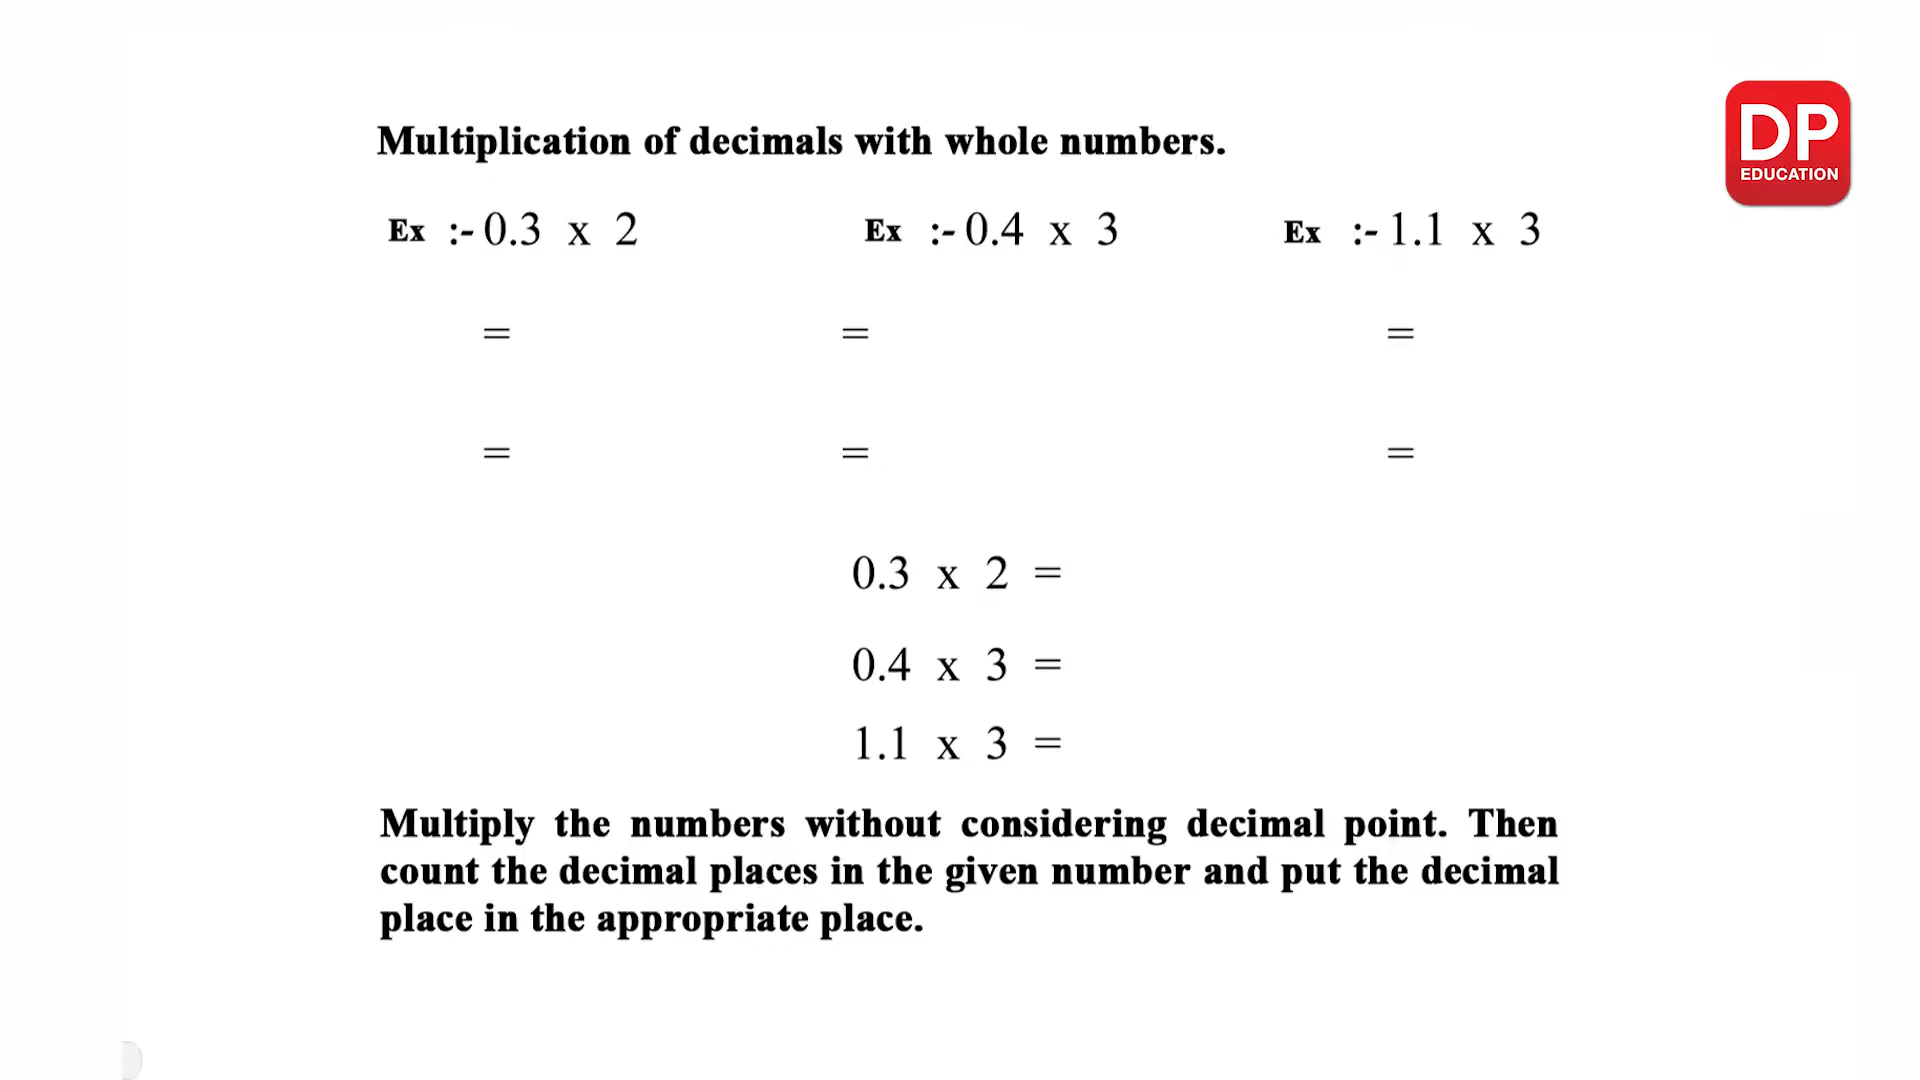 DP
EDUCATION
Multiplication of decimals with whole numbers.
Ex :- 0.3 x 2 Ex :- 0.4 x 3 Ex :- 1.1 x 3
= = =
= = =
0.3 x 2 =
0.4 x 3 =
1.1 x 3 =
Multiply the numbers without considering decimal point. Then
count the decimal places in the given number and put the decimal
place in the appropriate place.